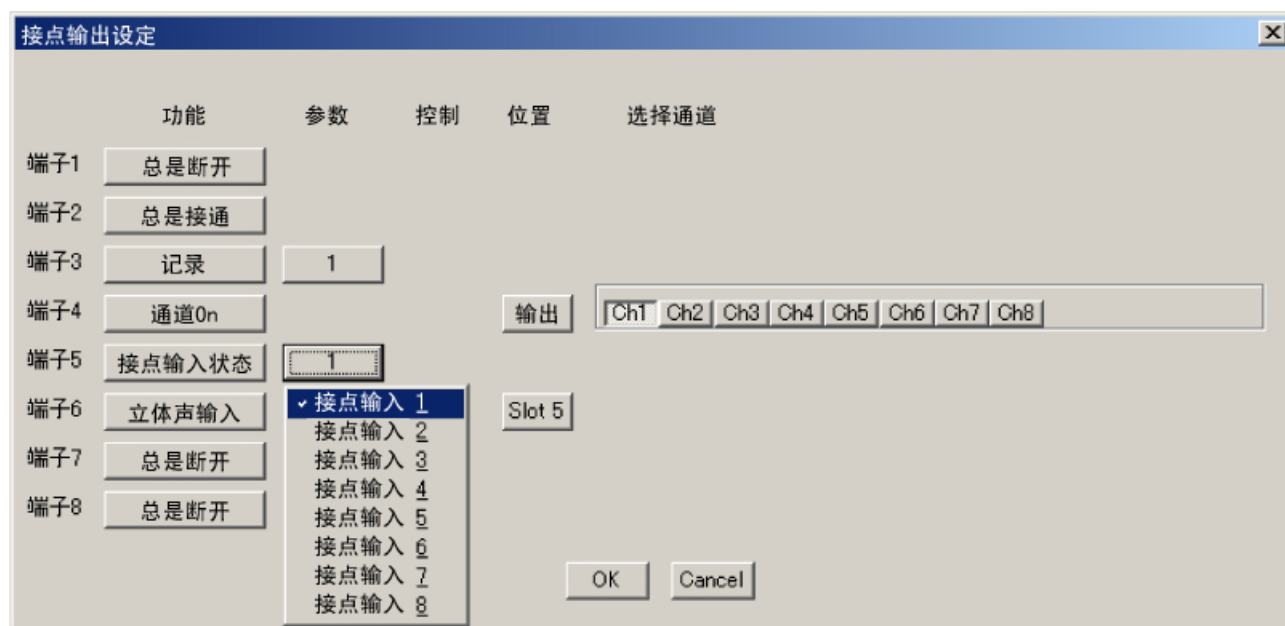 接点输出设定
功能 参数 控制 位置 选择通道
端子1 总是断开
端子2 总是接通
端子3 记录 1
端子4 通道On 输出 Ch1 Ch2 Ch3 Ch4 Ch5 Ch6 Ch7 Ch8
端子5 接点输入状态 1
端子6 立体声输入 Slot 5
端子7 总是断开
端子8 总是断开
接点输入 1
接点输入 2
接点输入 3
接点输入 4
接点输入 5
接点输入 6
接点输入 7
接点输入 8
OK Cancel